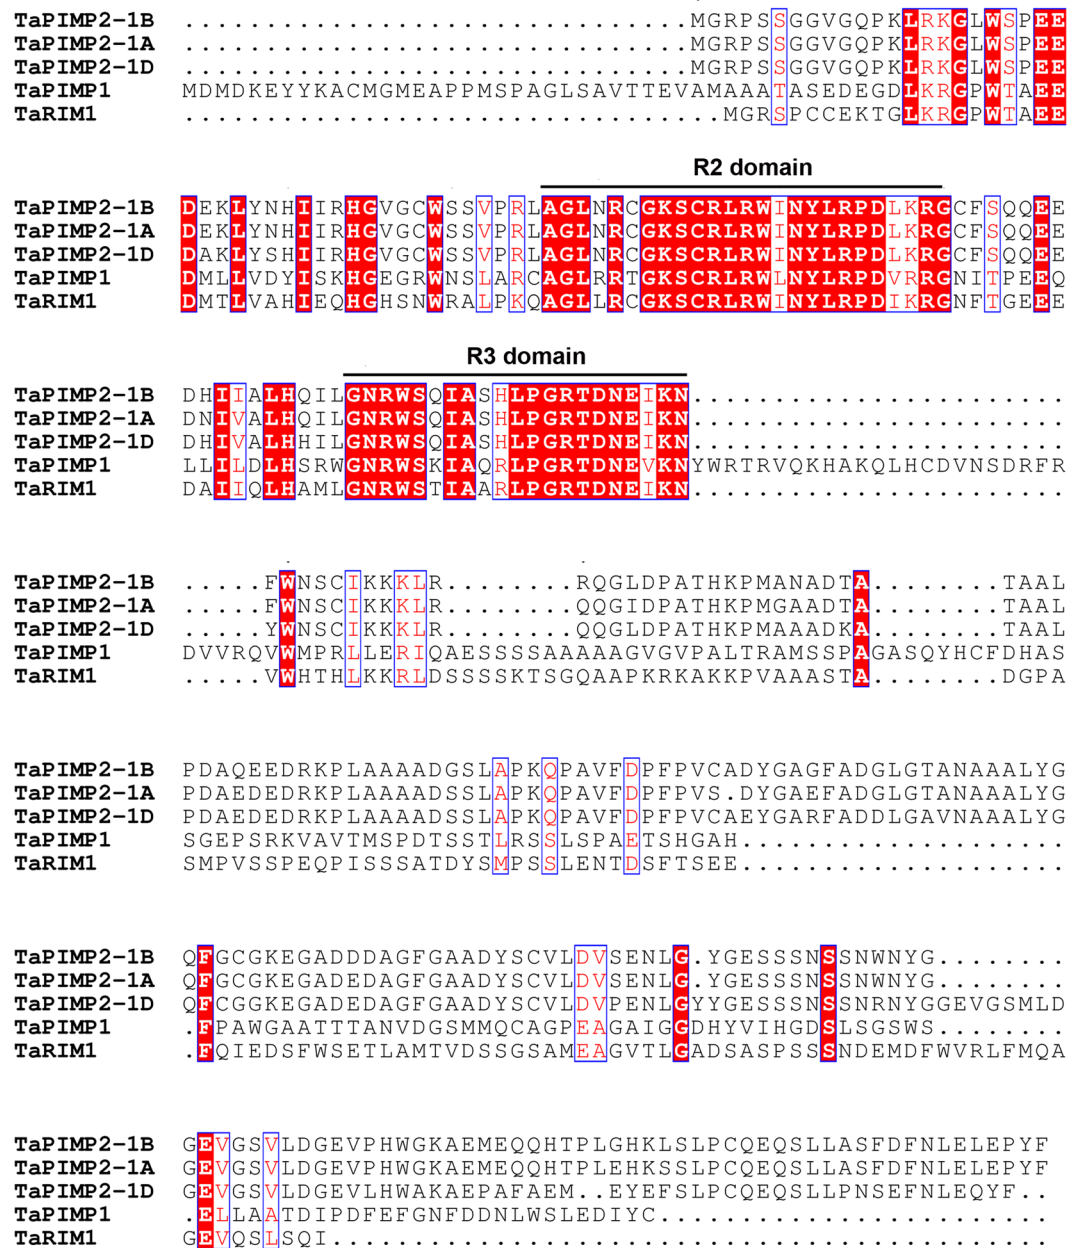 TaPIMP2-1B ...............................MGRPSSGGVGQPKLRKGLWSPEE
TaPIMP2-1A ...............................MGRPSSGGVGQPKLRKGLWSPEE
TaPIMP2-1D ...............................MGRPSSGGVGQPKLRKGLWSPEE
TaPIMP1 MDMDKEYYKACMGMEAPPMSPAGLSAVTTEVAMAAATASEDEGDLKRGPWTAEE
TaRIM1 .................................MGRSPCCEKTGLKRGPWTAEE
R2 domain
TaPIMP2-1B DEKLYNHIIRHGVGCWSSVPRLAGLNRCGKSCRLRWINYLRPDLKRGCFSQQEE
TaPIMP2-1A DEKLYNHIIRHGVGCWSSVPRLAGLNRCGKSCRLRWINYLRPDLKRGCFSQQEE
TaPIMP2-1D DAKLYSHIIRHGVGCWSSVPRLAGLNRCGKSCRLRWINYLRPDLKRGCFSQQEE
TaPIMP1 DMLLVDYISKHGEGRWNSLARCAGLRRTGKSCRLRWLNYLRPDVRRGNITPEEQ
TaRIM1 DMTLVAHIEQHGHSNWRALPKQAGLLRCGKSCRLRWINYLRPDIKRGNFTGEEE
R3 domain
TaPIMP2-1B DHIIALHQILGNRWSQIASHLPGRTDNEIKN.......................
TaPIMP2-1A DNIVALHQILGNRWSQIASHLPGRTDNEIKN.......................
TaPIMP2-1D DHIVALHHILGNRWSQIASHLPGRTDNEIKN.......................
TaPIMP1 LLILDLHSRWGNRWSKIAQRLPGRTDNEVKNYWRTRVQKHAKQLHCDVNSDRFR
TaRIM1 DAIIQLHAMLGNRWSTIAARLPGRTDNEIKN.......................
TaPIMP2-1B .....FWNSCIKKKLR........RQGLDPATHKPMANADTA........TAAL
TaPIMP2-1A .....FWNSCIKKKLR........QQGIDPATHKPMGAADTA........TAAL
TaPIMP2-1D .....YWNSCIKKKLR........QQGLDPATHKPMAAADKA........TAAL
TaPIMP1 DVVRQVWMPRLLERIQAESSSSAAAAAGVGVPALTRAMSSPAGASQYHCFDHAS
TaRIM1 .....VWHTHLKKRLDSSSSKTSGQAAPKRKAKKPVAAASTA........DGPA
TaPIMP2-1B PDAQEEDRKPLAAAADGSLAPKQPAVFDPFPVCADYGAGFADGLGTANAAALYG
TaPIMP2-1A PDAEDEDRKPLAAAADSSLAPKQPAVFDPFPVS.DYGAEFADGLGTANAAALYG
TaPIMP2-1D PDAEDEDRKPLAAAADSSLAPKQPAVFDPFPVCAEYGARFADDLGAVNAAALYG
TaPIMP1 SGEPSRKVAVTMSPDTSSTLRSSLSPAETSHGAH....................
TaRIM1 SMPVSSPEQPISSSATDYSMPSSLENTDSFTSEE....................
TaPIMP2-1B QFGCGKEGADDDAGFGAADYSCVLDVSENLG.YGESSSNSSNWNYG........
TaPIMP2-1A QFGCGKEGADEDAGFGAADYSCVLDVSENLG.YGESSSNSSNWNYG........
TaPIMP2-1D QFCGGKEGADEDAGFGAADYSCVLDVPENLGYYGESSSNSSNRNYGGEVGSMLD
TaPIMP1 .FPAWGAATTTANVDGSMMQCAGPEAGAIGGDHYVIHGDSLSGSWS........
TaRIM1 .FQIEDSFWSETLAMTVDSSGSAMEAGVTLGADSASPSSSNDEMDFWVRLFMQA
TaPIMP2-1B GEVGSVLDGEVPHWGKAEMEQQHTPLGHKLSLPCQEQSLLASFDFNLELEPYF
TaPIMP2-1A GEVGSVLDGEVPHWGKAEMEQQHTPLEHKSSLPCQEQSLLASFDFNLELEPYF
TaPIMP2-1D GEVGSVLDGEVLHWAKAEPAFAEM..EYEFSLPCQEQSLLPNSEFNLEQYF..
TaPIMP1 .ELLAATDIPDFEFGNFDDNLWSLEDIYC........................
TaRIM1 GEVQSLSQI............................................